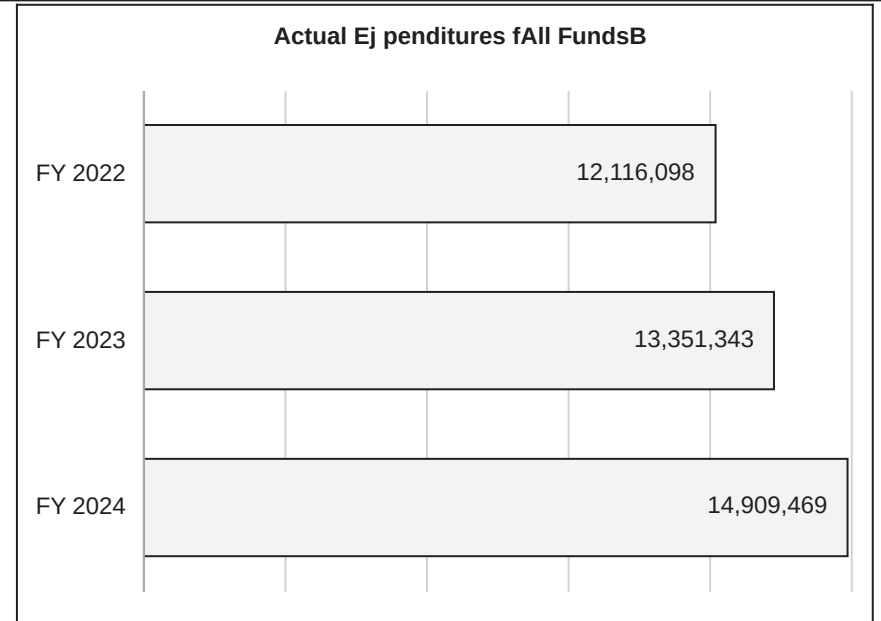 Actual Ej penditures fAll FundsB
FY 2022
12,116,098
FY 2023
13,351,343
FY 2024
14,909,469